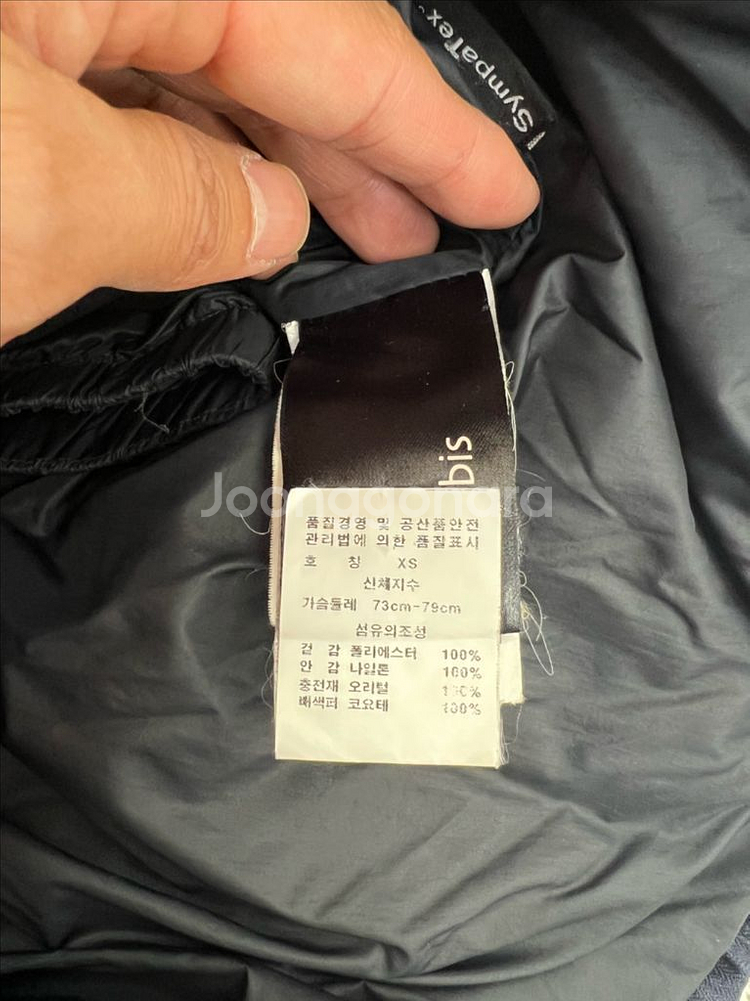 SympaTex
bis
Joonggonara
품질경영 및 공산품안전
관리법에 의한 품질표시
호 칭 XS
신체지수
가슴둘레 73cm-79cm
섬유의조성
겉 감 폴리에스터 100%
안 감 나일론 100%
충전재 오리털 100%
배색퍼 코요테 100%